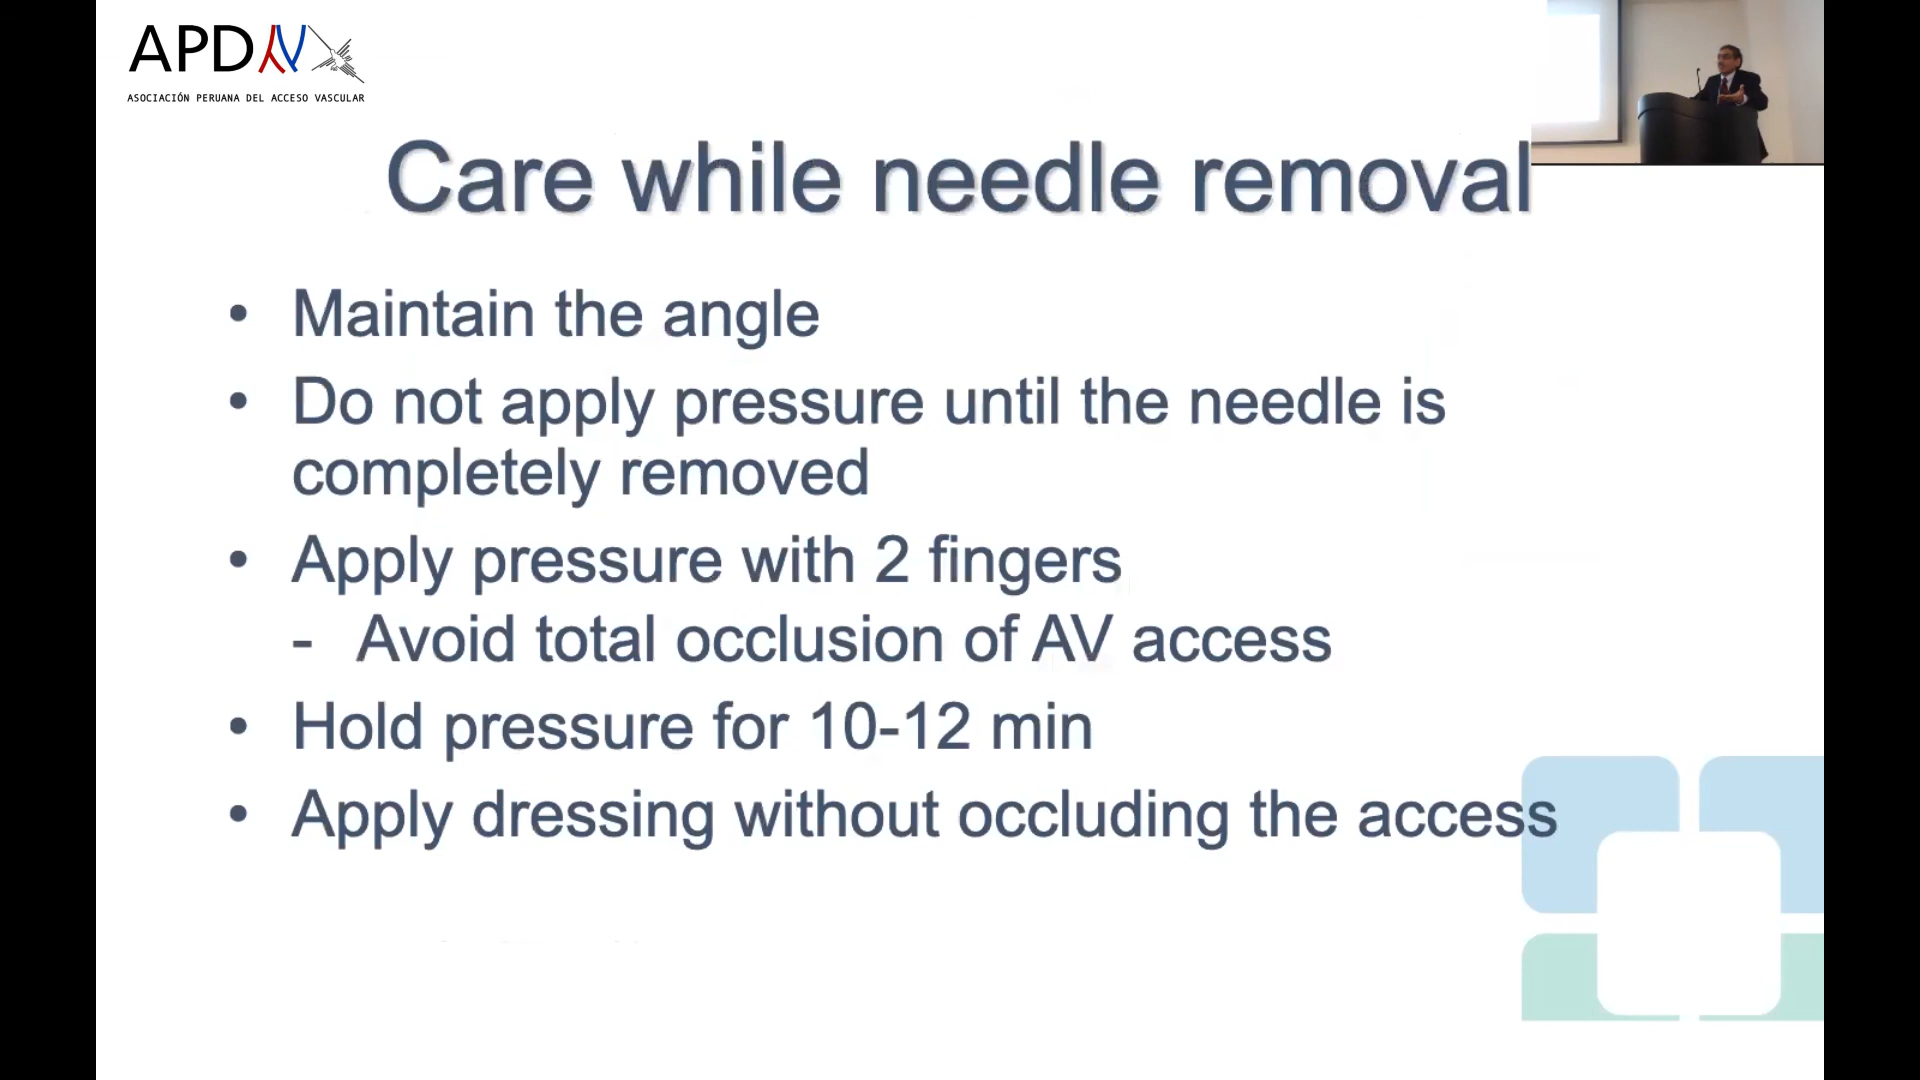 APDAV
ASOCIACIÓN PERUANA DEL ACCESO VASCULAR
Care while needle removal
• Maintain the angle
• Do not apply pressure until the needle is
completely removed
• Apply pressure with 2 fingers
- Avoid total occlusion of AV access
• Hold pressure for 10-12 min
• Apply dressing without occluding the access